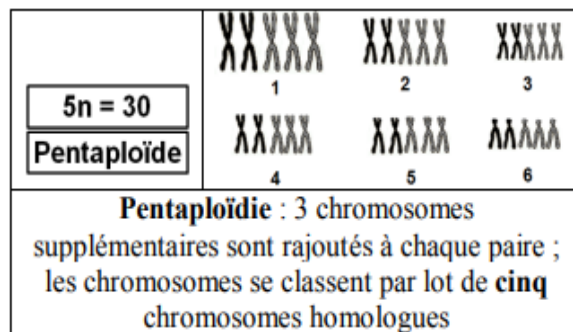 5n = 30
Pentaploïde
1 2 3
4 5 6
Pentaploïdie : 3 chromosomes
supplémentaires sont rajoutés à chaque paire ;
les chromosomes se classent par lot de cinq
chromosomes homologues